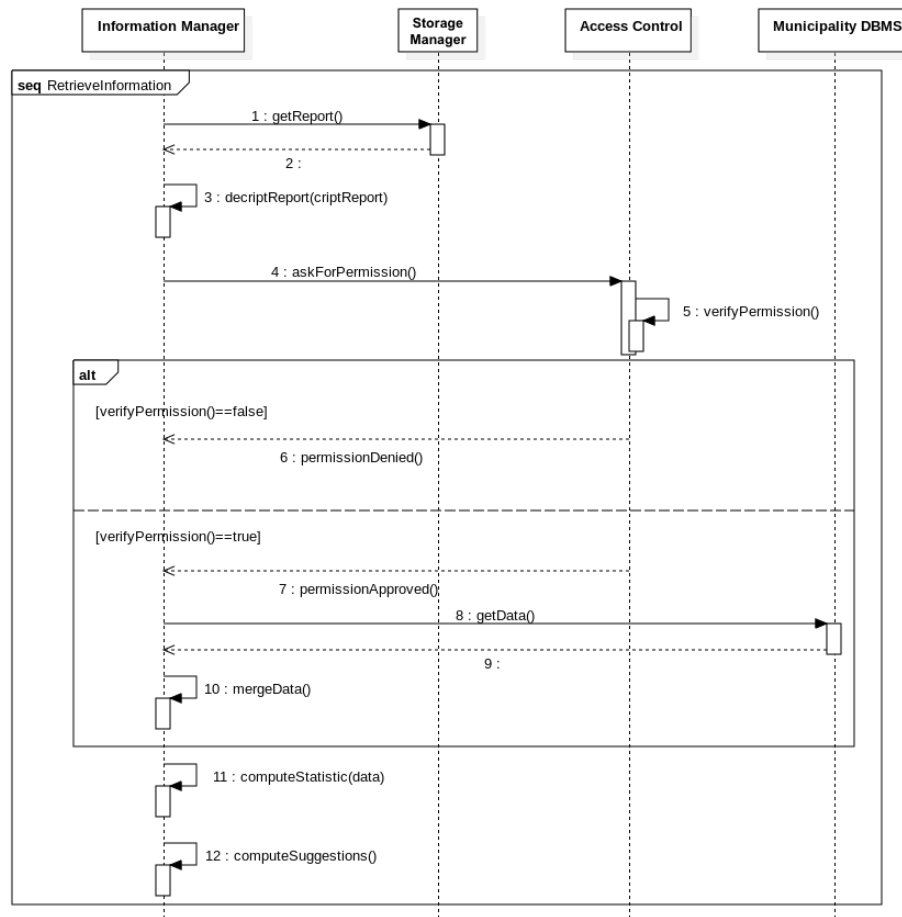 Information Manager
Storage
Manager
Access Control
Municipality DBMS
seq RetrieveInformation
1 : getReport()
2 :
3 : decriptReport(criptReport)
4 : askForPermission()
5 : verifyPermission()
alt
[verifyPermission()==false]
6 : permissionDenied()
[verifyPermission()==true]
7 : permissionApproved()
8 : getData()
9 :
10 : mergeData()
11 : computeStatistic(data)
12 : computeSuggestions()